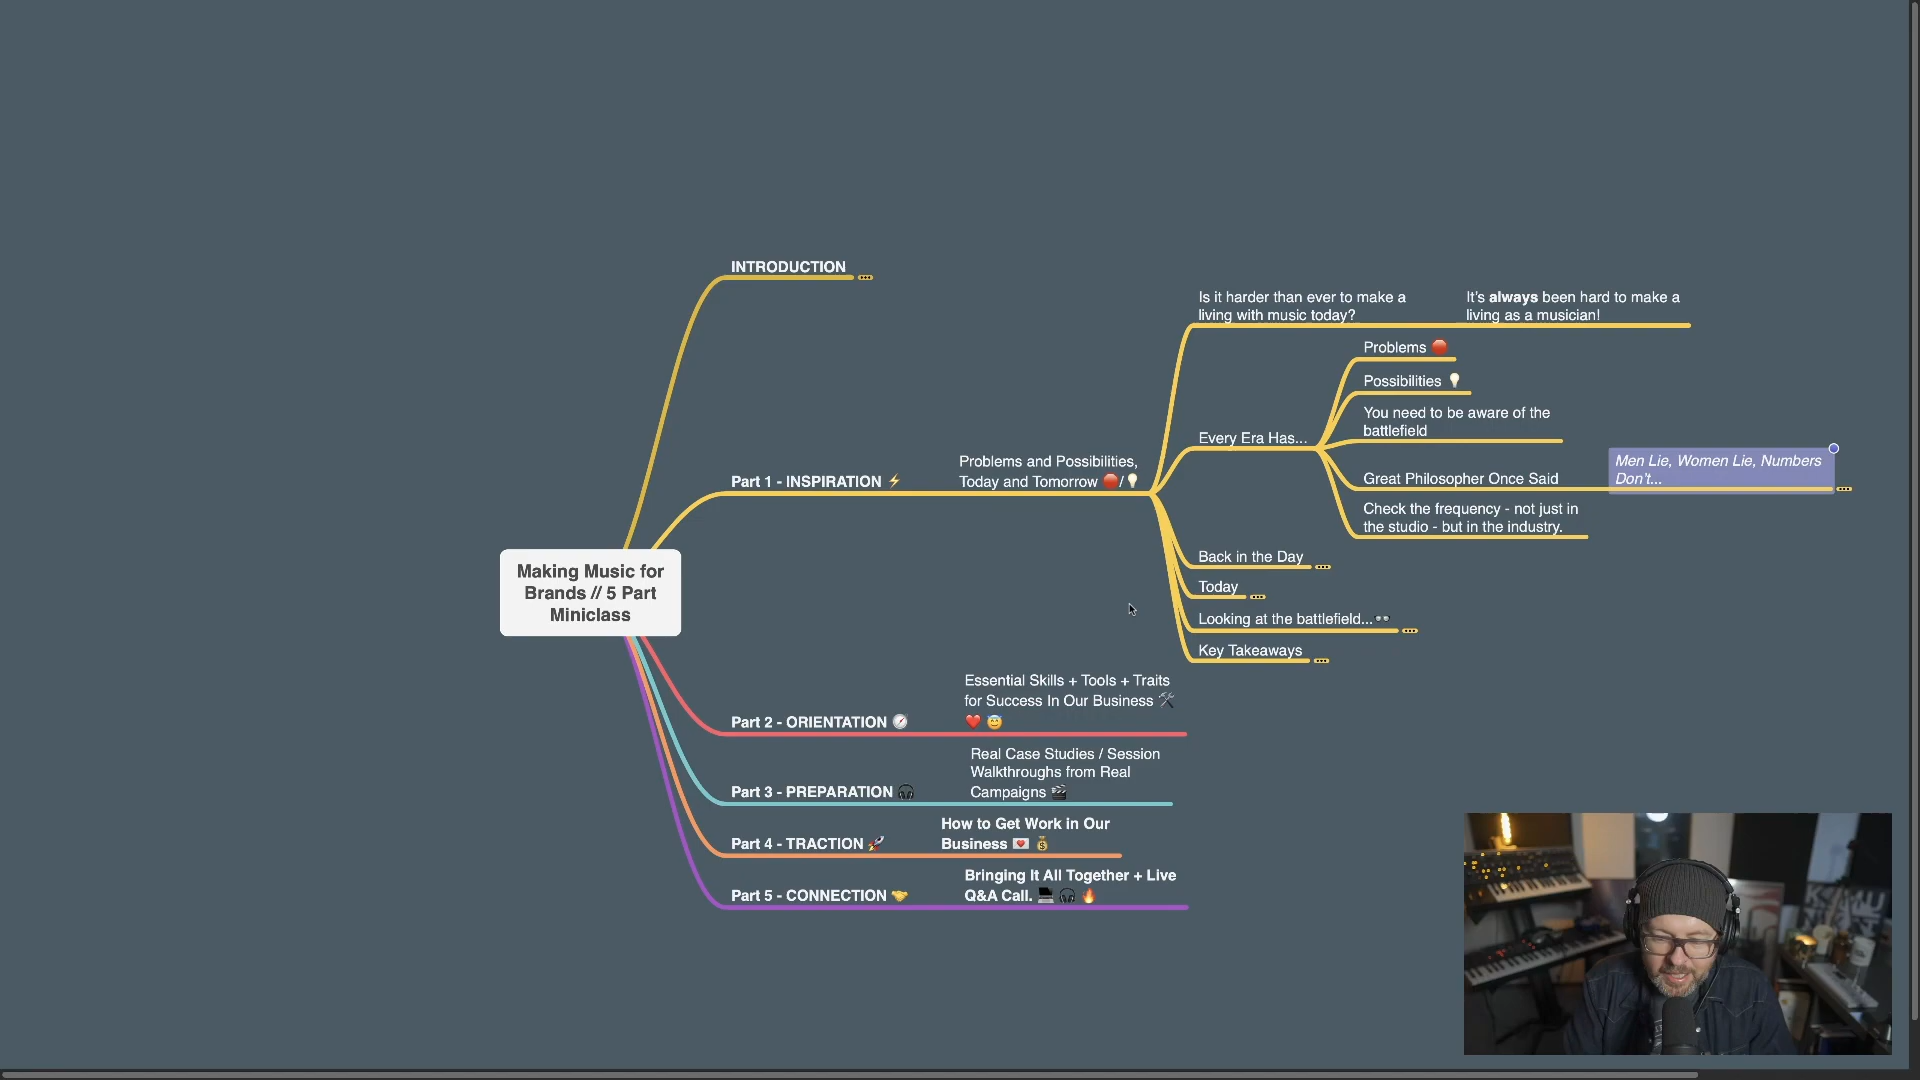 INTRODUCTION
Part 1 - INSPIRATION ⚡
Problems and Possibilities,
Today and Tomorrow 🛑/💡
Is it harder than ever to make a
living with music today?
It's always been hard to make a
living as a musician!
Every Era Has...
Problems 🛑
Possibilities 💡
You need to be aware of the
battlefield
Great Philosopher Once Said
Men Lie, Women Lie, Numbers
Don't...
Check the frequency - not just in
the studio - but in the industry.
Back in the Day
Today
Looking at the battlefield...👓
Key Takeaways
Making Music for
Brands // 5 Part
Miniclass
Part 2 - ORIENTATION 🧭
Essential Skills + Tools + Traits
for Success In Our Business 🛠
❤️ 😇
Part 3 - PREPARATION 🎧
Real Case Studies / Session
Walkthroughs from Real
Campaigns 🎬
Part 4 - TRACTION 🚀
How to Get Work in Our
Business 💌 💰
Part 5 - CONNECTION 🤝
Bringing It All Together + Live
Q&A Call. 💻 🎧 🔥